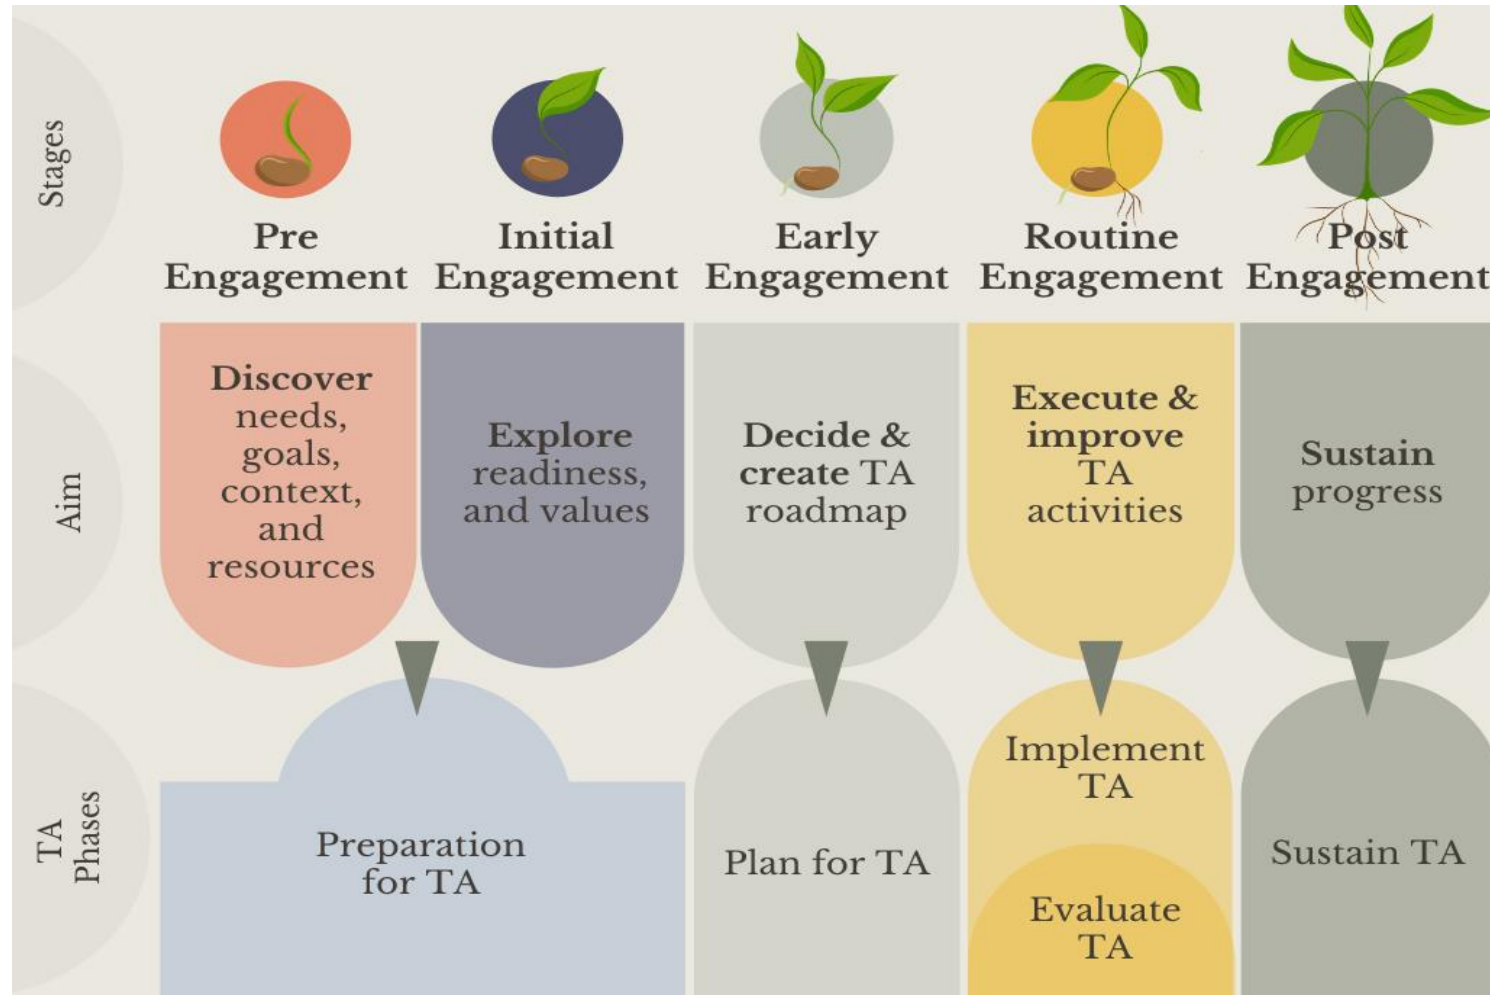 Stages
Pre
Engagement
Initial
Engagement
Early
Engagement
Routine
Engagement
Post
Engagement
Aim
Discover
needs,
goals,
context,
and
resources
Explore
readiness,
and values
Decide &
create TA
roadmap
Execute &
improve
TA
activities
Sustain
progress
TA
Phases
Preparation
for TA
Plan for TA
Implement
TA
Evaluate
TA
Sustain TA